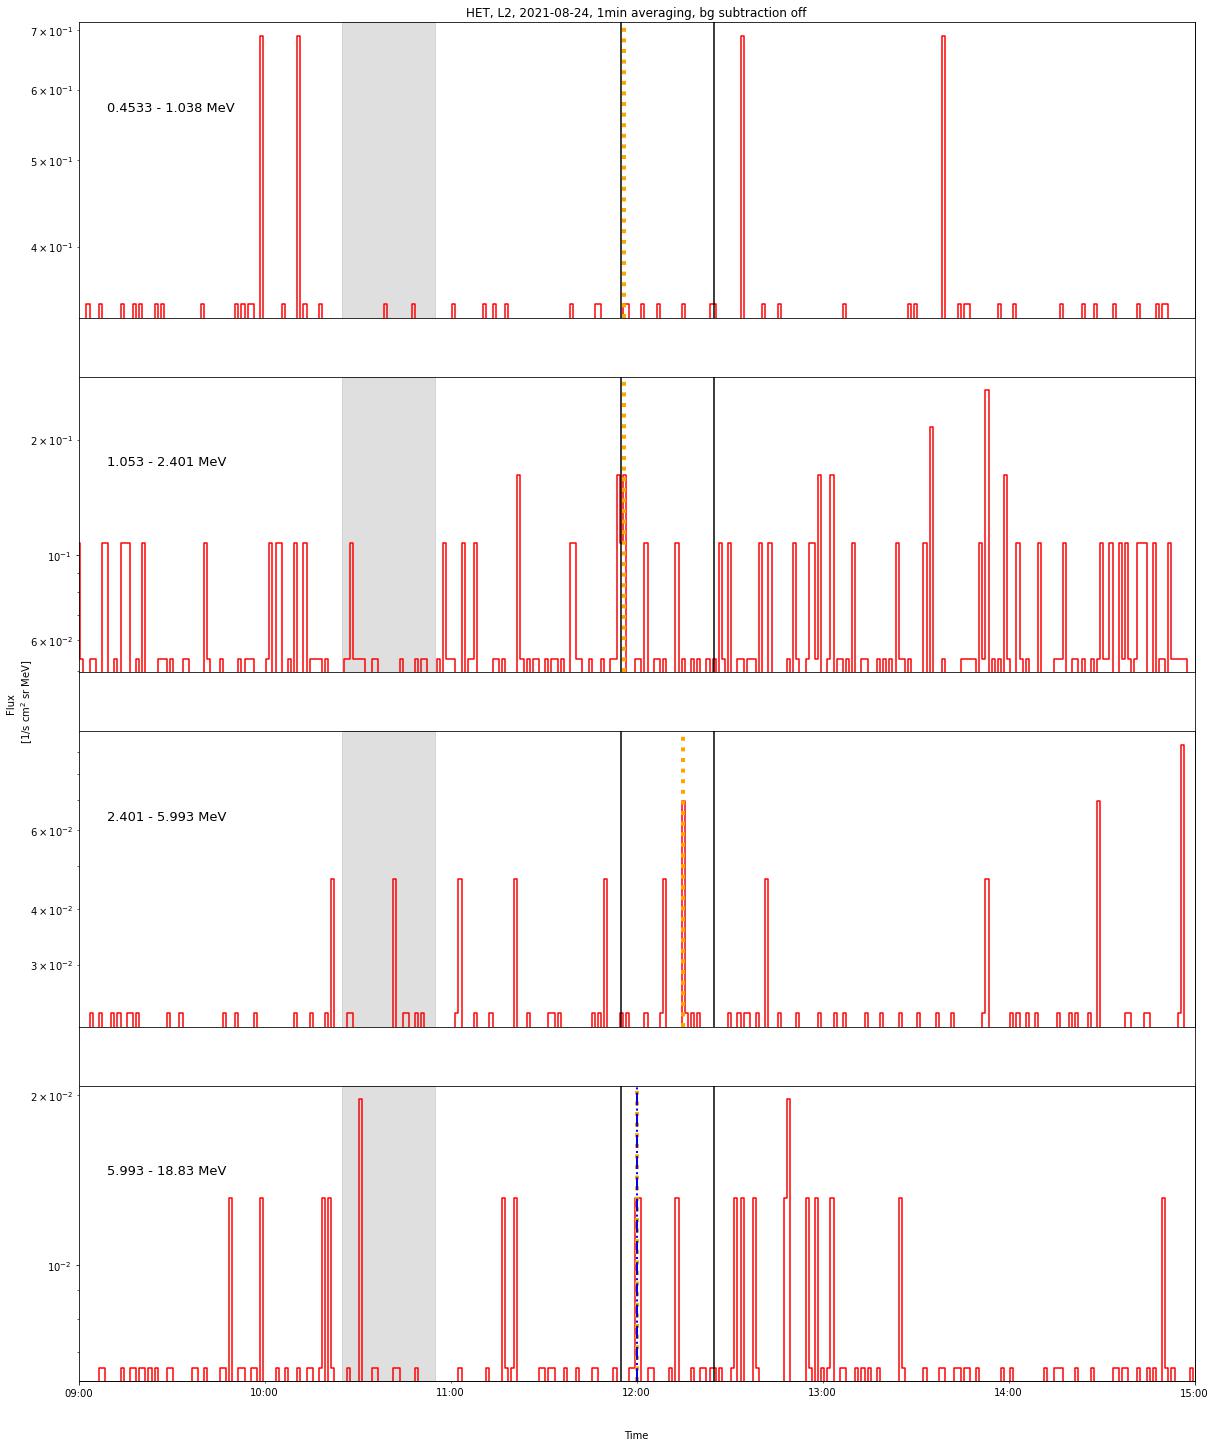 HET, L2, 2021-08-24, 1min averaging, bg subtraction off
7 × 10⁻¹
6 × 10⁻¹
0.4533 - 1.038 MeV
5 × 10⁻¹
4 × 10⁻¹
2 × 10⁻¹
1.053 - 2.401 MeV
10⁻¹
6 × 10⁻²
Flux
[1/s cm² sr MeV]
2.401 - 5.993 MeV
6 × 10⁻²
4 × 10⁻²
3 × 10⁻²
2 × 10⁻²
5.993 - 18.83 MeV
10⁻²
09:00 10:00 11:00 12:00 13:00 14:00 15:00
Time